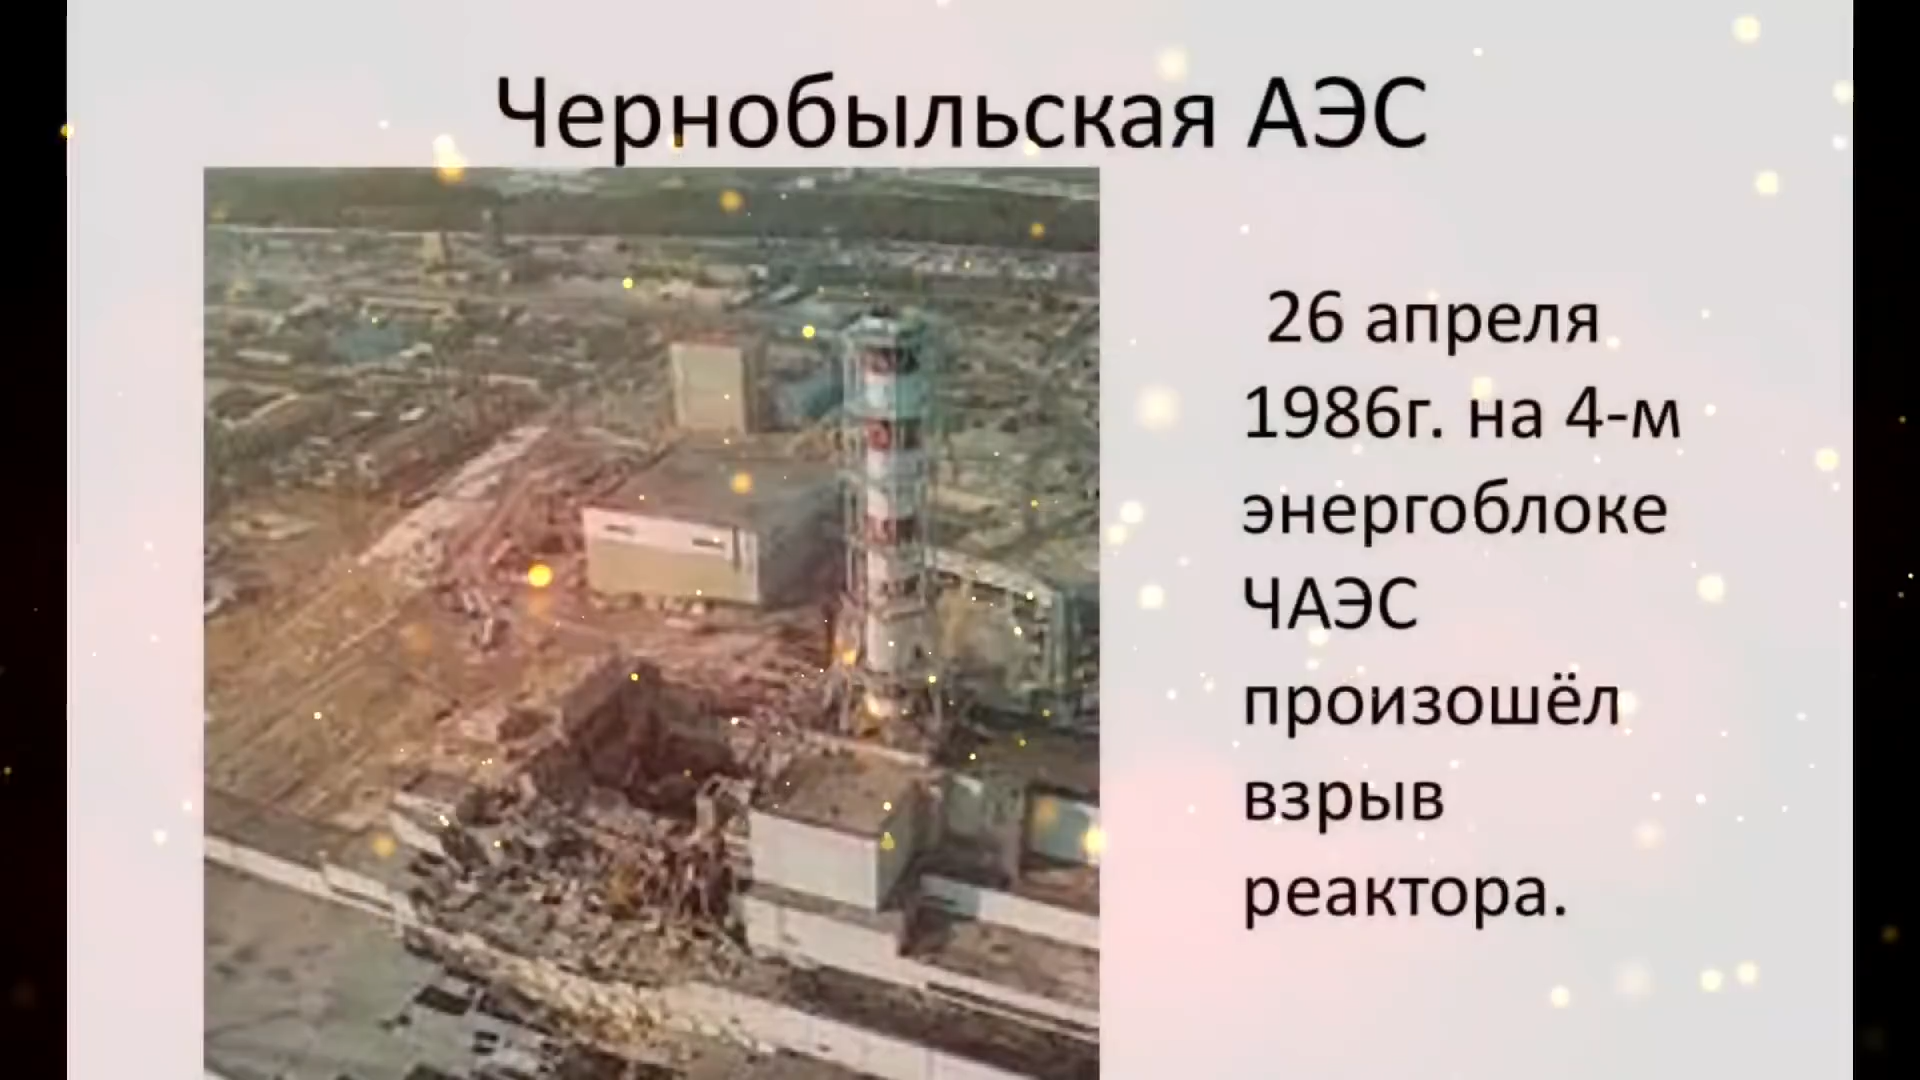 Чернобыльская АЭС
26 апреля
1986г. на 4-м
энергоблоке
ЧАЭС
произошёл
взрыв
реактора.